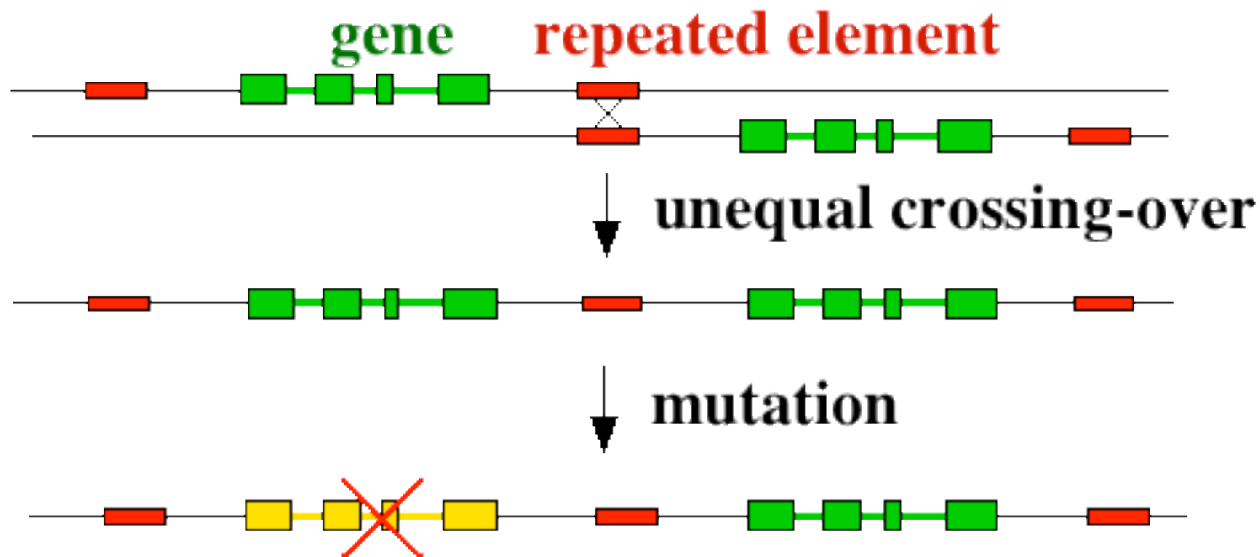 gene repeated element
unequal crossing-over
mutation